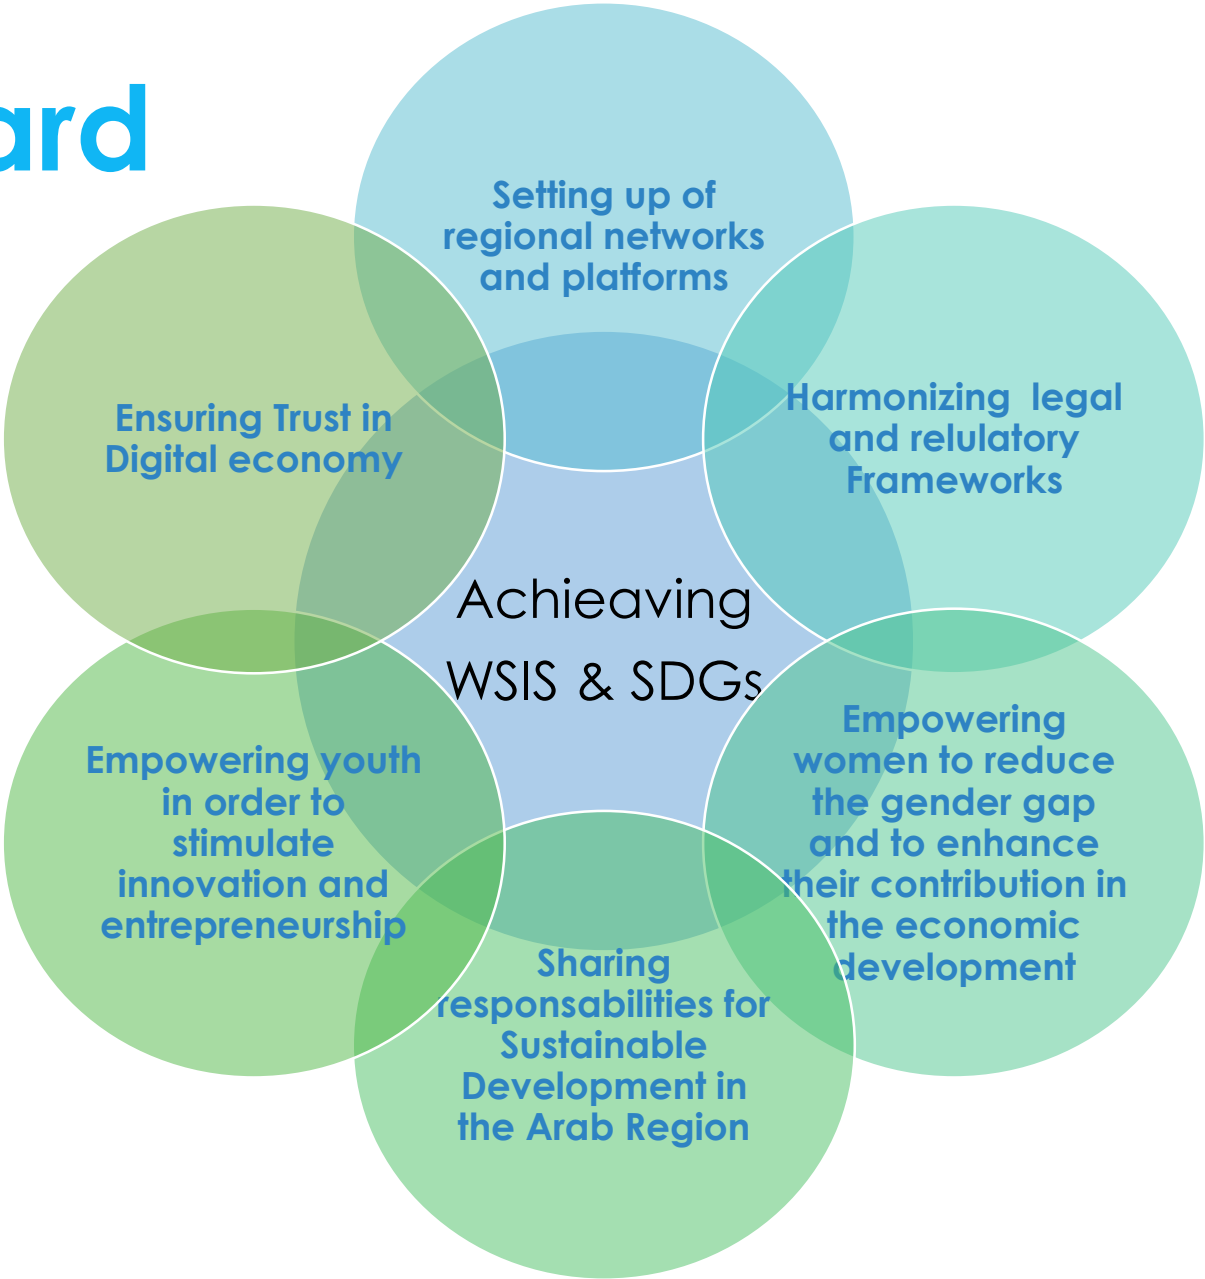 ard
Setting up of
regional networks
and platforms
Harmonizing legal
and relulatory
Frameworks
Ensuring Trust in
Digital economy
Achieaving
WSIS & SDGs
Empowering
women to reduce
the gender gap
and to enhance
their contribution in
the economic
development
Empowering youth
in order to
stimulate
innovation and
entrepreneurship
Sharing
responsabilities for
Sustainable
Development in
the Arab Region